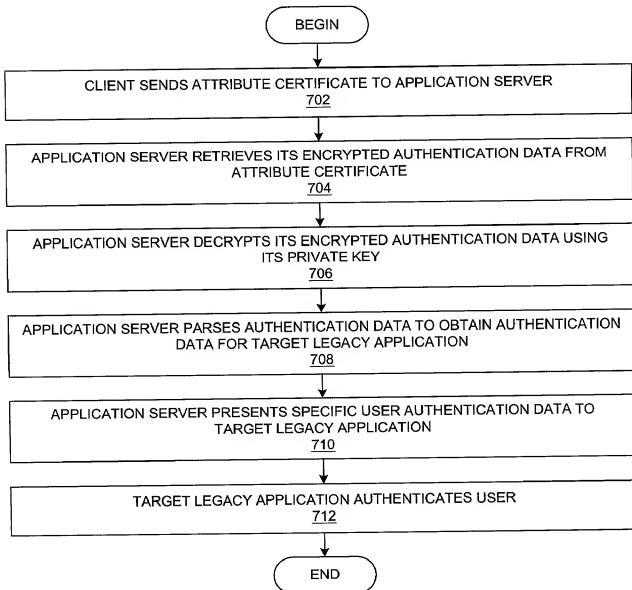 BEGIN
CLIENT SENDS ATTRIBUTE CERTIFICATE TO APPLICATION SERVER
702
APPLICATION SERVER RETRIEVES ITS ENCRYPTED AUTHENTICATION DATA FROM
ATTRIBUTE CERTIFICATE
704
APPLICATION SERVER DECRYPTS ITS ENCRYPTED AUTHENTICATION DATA USING
ITS PRIVATE KEY
706
APPLICATION SERVER PARSES AUTHENTICATION DATA TO OBTAIN AUTHENTICATION
DATA FOR TARGET LEGACY APPLICATION
708
APPLICATION SERVER PRESENTS SPECIFIC USER AUTHENTICATION DATA TO
TARGET LEGACY APPLICATION
710
TARGET LEGACY APPLICATION AUTHENTICATES USER
712
END